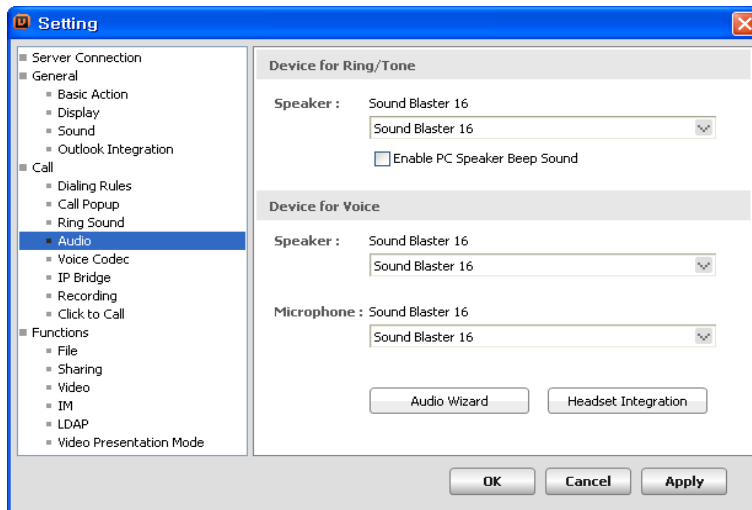 Setting
Server Connection
General
Basic Action
Display
Sound
Outlook Integration
Call
Dialing Rules
Call Popup
Ring Sound
Audio
Voice Codec
IP Bridge
Recording
Click to Call
Functions
File
Sharing
Video
IM
LDAP
Video Presentation Mode
Device for Ring/Tone
Speaker : Sound Blaster 16
Sound Blaster 16
Enable PC Speaker Beep Sound
Device for Voice
Speaker : Sound Blaster 16
Sound Blaster 16
Microphone : Sound Blaster 16
Sound Blaster 16
Audio Wizard Headset Integration
OK Cancel Apply